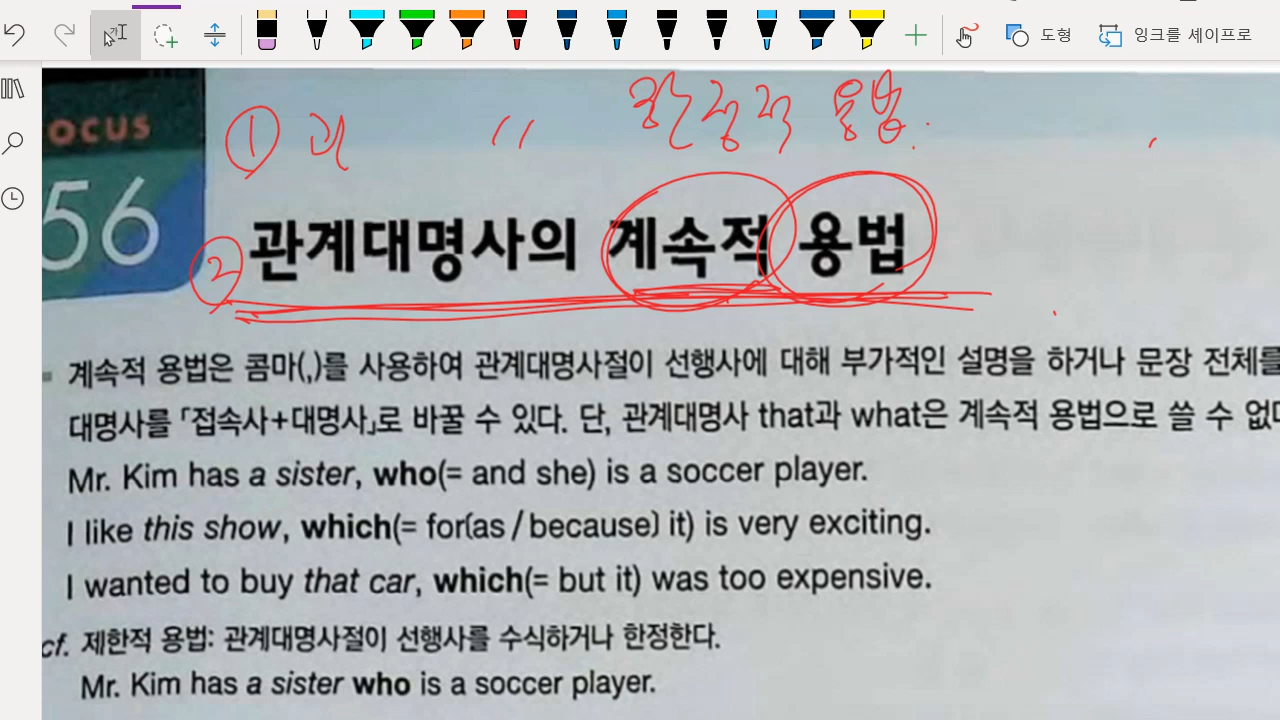 도형
잉크를 셰이프로
ocus
① 관 〃 한정적 용법.
56
② 관계대명사의 계속적 용법
계속적 용법은 콤마(,)를 사용하여 관계대명사절이 선행사에 대해 부가적인 설명을 하거나 문장 전체를
대명사를 「접속사+대명사」로 바꿀 수 있다. 단, 관계대명사 that과 what은 계속적 용법으로 쓸 수 없
Mr. Kim has a sister, who(= and she) is a soccer player.
I like this show, which(= for(as / because) it) is very exciting.
I wanted to buy that car, which(= but it) was too expensive.
cf. 제한적 용법: 관계대명사절이 선행사를 수식하거나 한정한다.
Mr. Kim has a sister who is a soccer player.